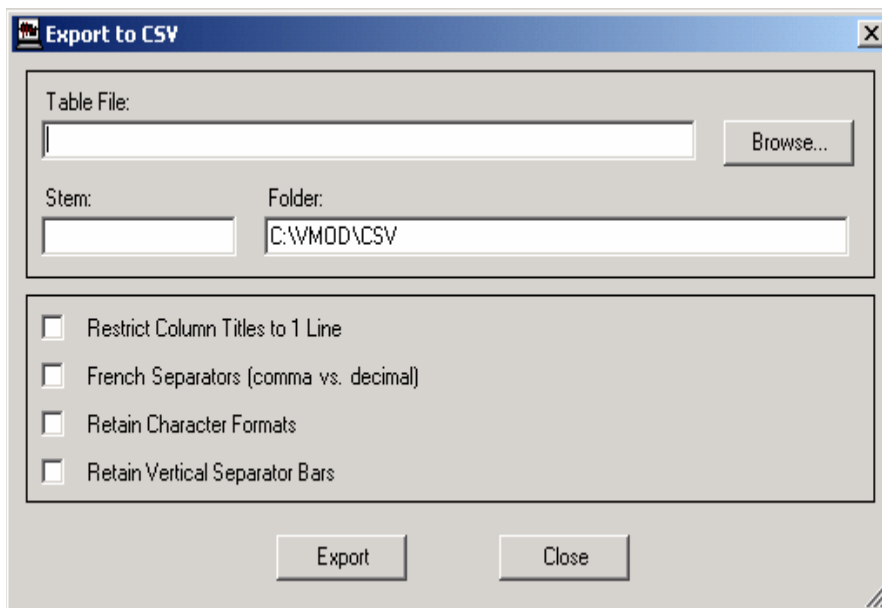 Export to CSV
Table File:
Browse...
Stem:
Folder:
C:\VMOD\CSV
Restrict Column Titles to 1 Line
French Separators (comma vs. decimal)
Retain Character Formats
Retain Vertical Separator Bars
Export
Close